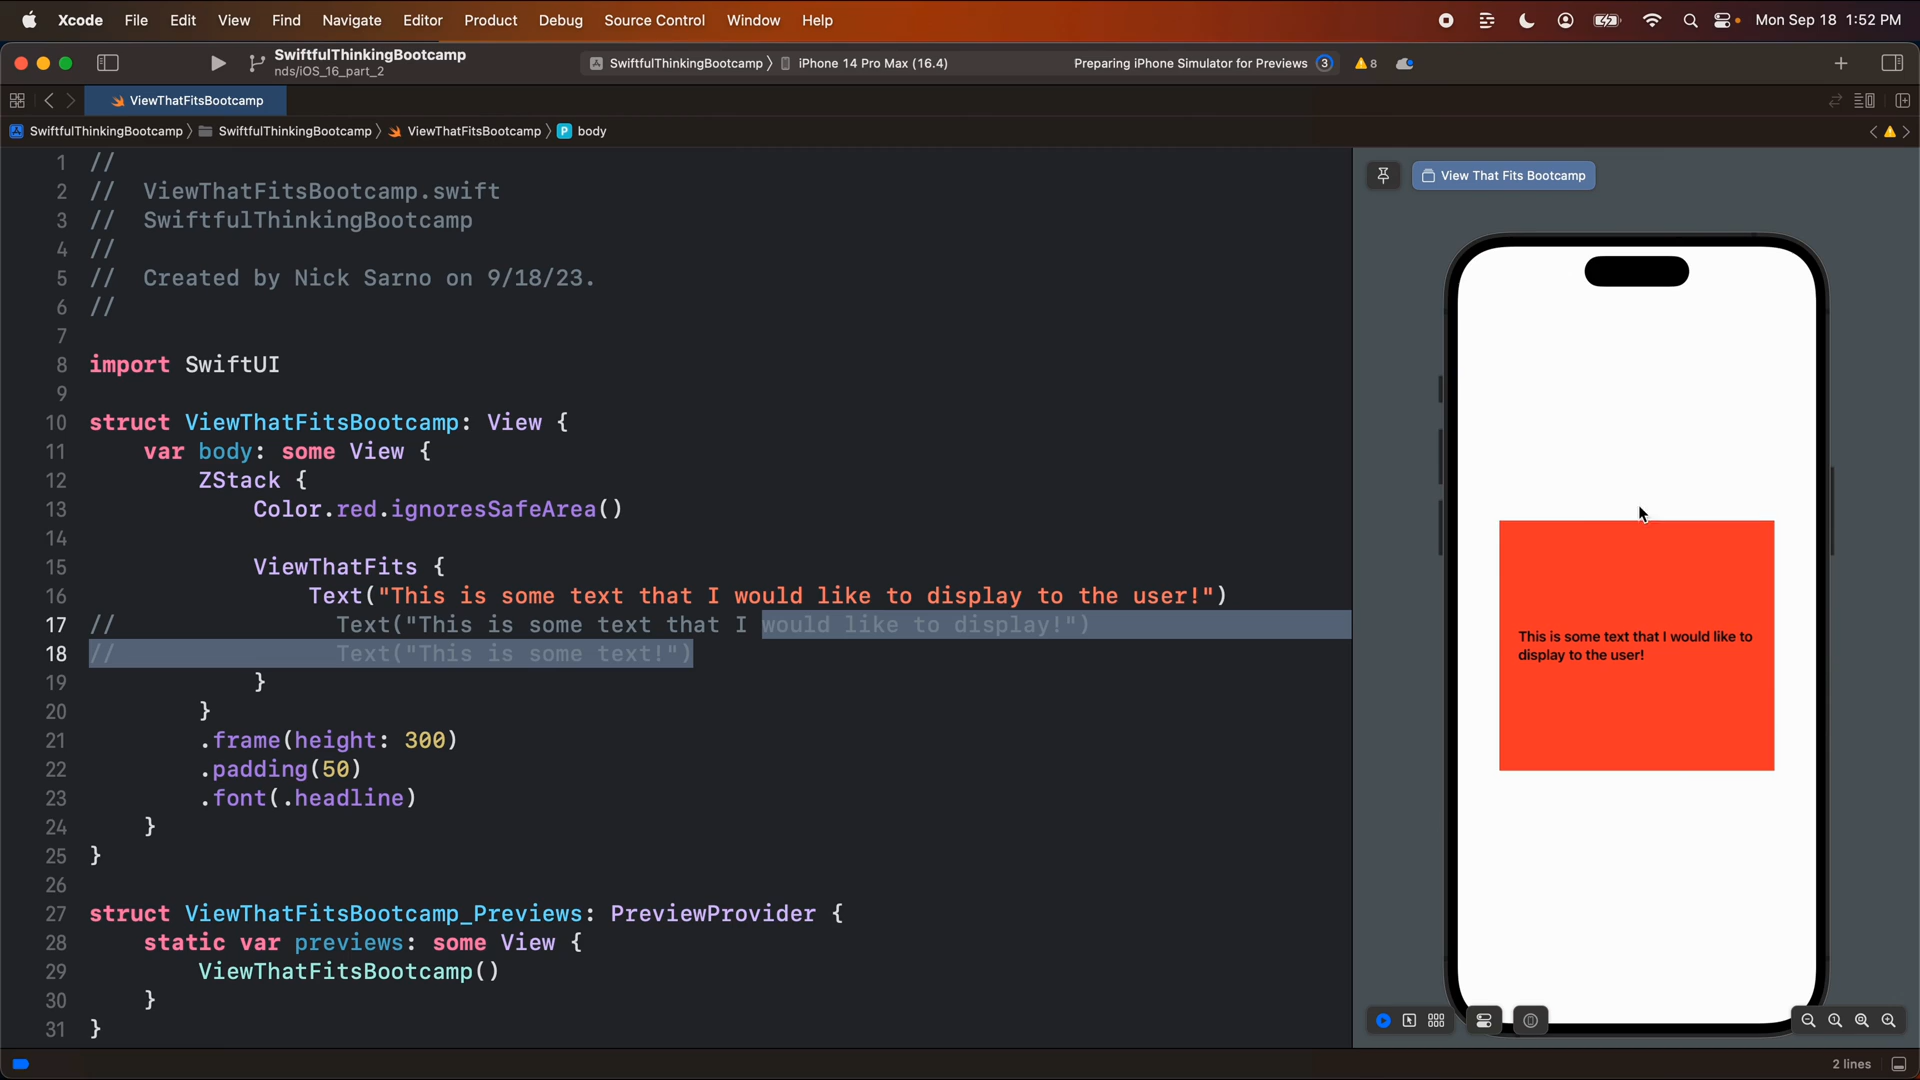 Xcode File Edit View Find Navigate Editor Product Debug Source Control Window Help Mon Sep 18 1:52 PM
SwiftfulThinkingBootcamp
nds/iOS_16_part_2
SwiftfulThinkingBootcamp iPhone 14 Pro Max (16.4) Preparing iPhone Simulator for Previews 3 8
ViewThatFitsBootcamp
SwiftfulThinkingBootcamp SwiftfulThinkingBootcamp ViewThatFitsBootcamp P body
1 //
2 //  ViewThatFitsBootcamp.swift
3 //  SwiftfulThinkingBootcamp
4 //
5 //  Created by Nick Sarno on 9/18/23.
6 //
7
8 import SwiftUI
9
10 struct ViewThatFitsBootcamp: View {
11     var body: some View {
12         ZStack {
13             Color.red.ignoresSafeArea()
14
15             ViewThatFits {
16                 Text("This is some text that I would like to display to the user!")
17 //                Text("This is some text that I would like to display!")
18 //                Text("This is some text!")
19             }
20         }
21         .frame(height: 300)
22         .padding(50)
23         .font(.headline)
24     }
25 }
26
27 struct ViewThatFitsBootcamp_Previews: PreviewProvider {
28     static var previews: some View {
29         ViewThatFitsBootcamp()
30     }
31 }
View That Fits Bootcamp
This is some text that I would like to
display to the user!
2 lines